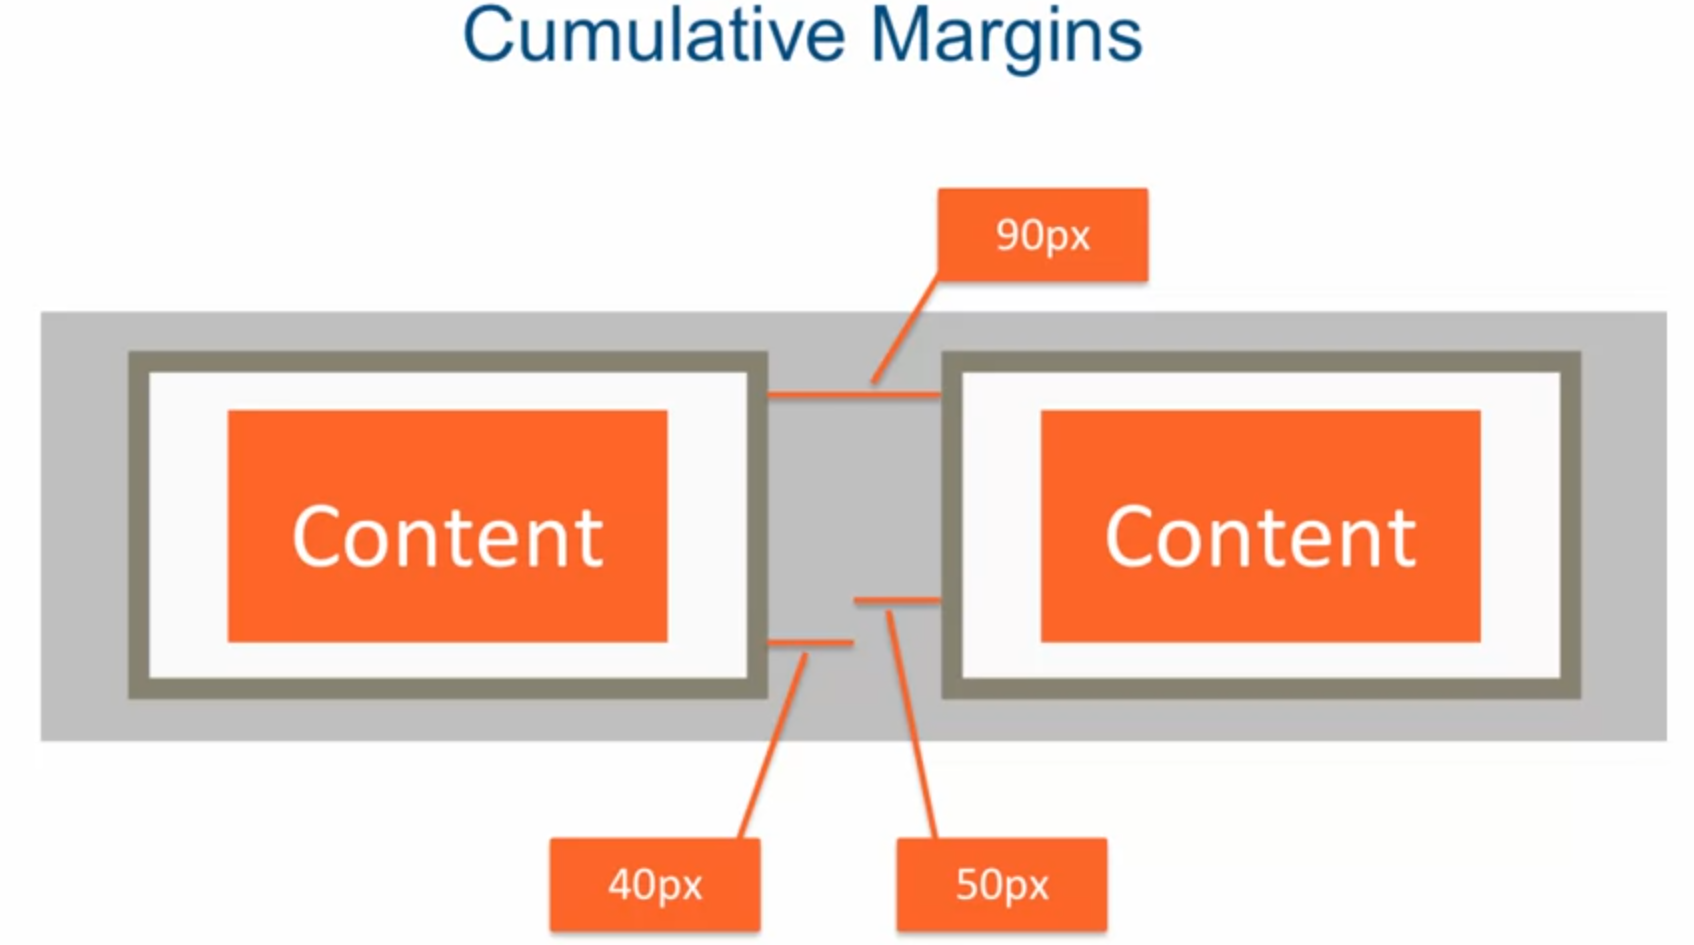 Cumulative Margins
90px
Content
Content
40px
50px